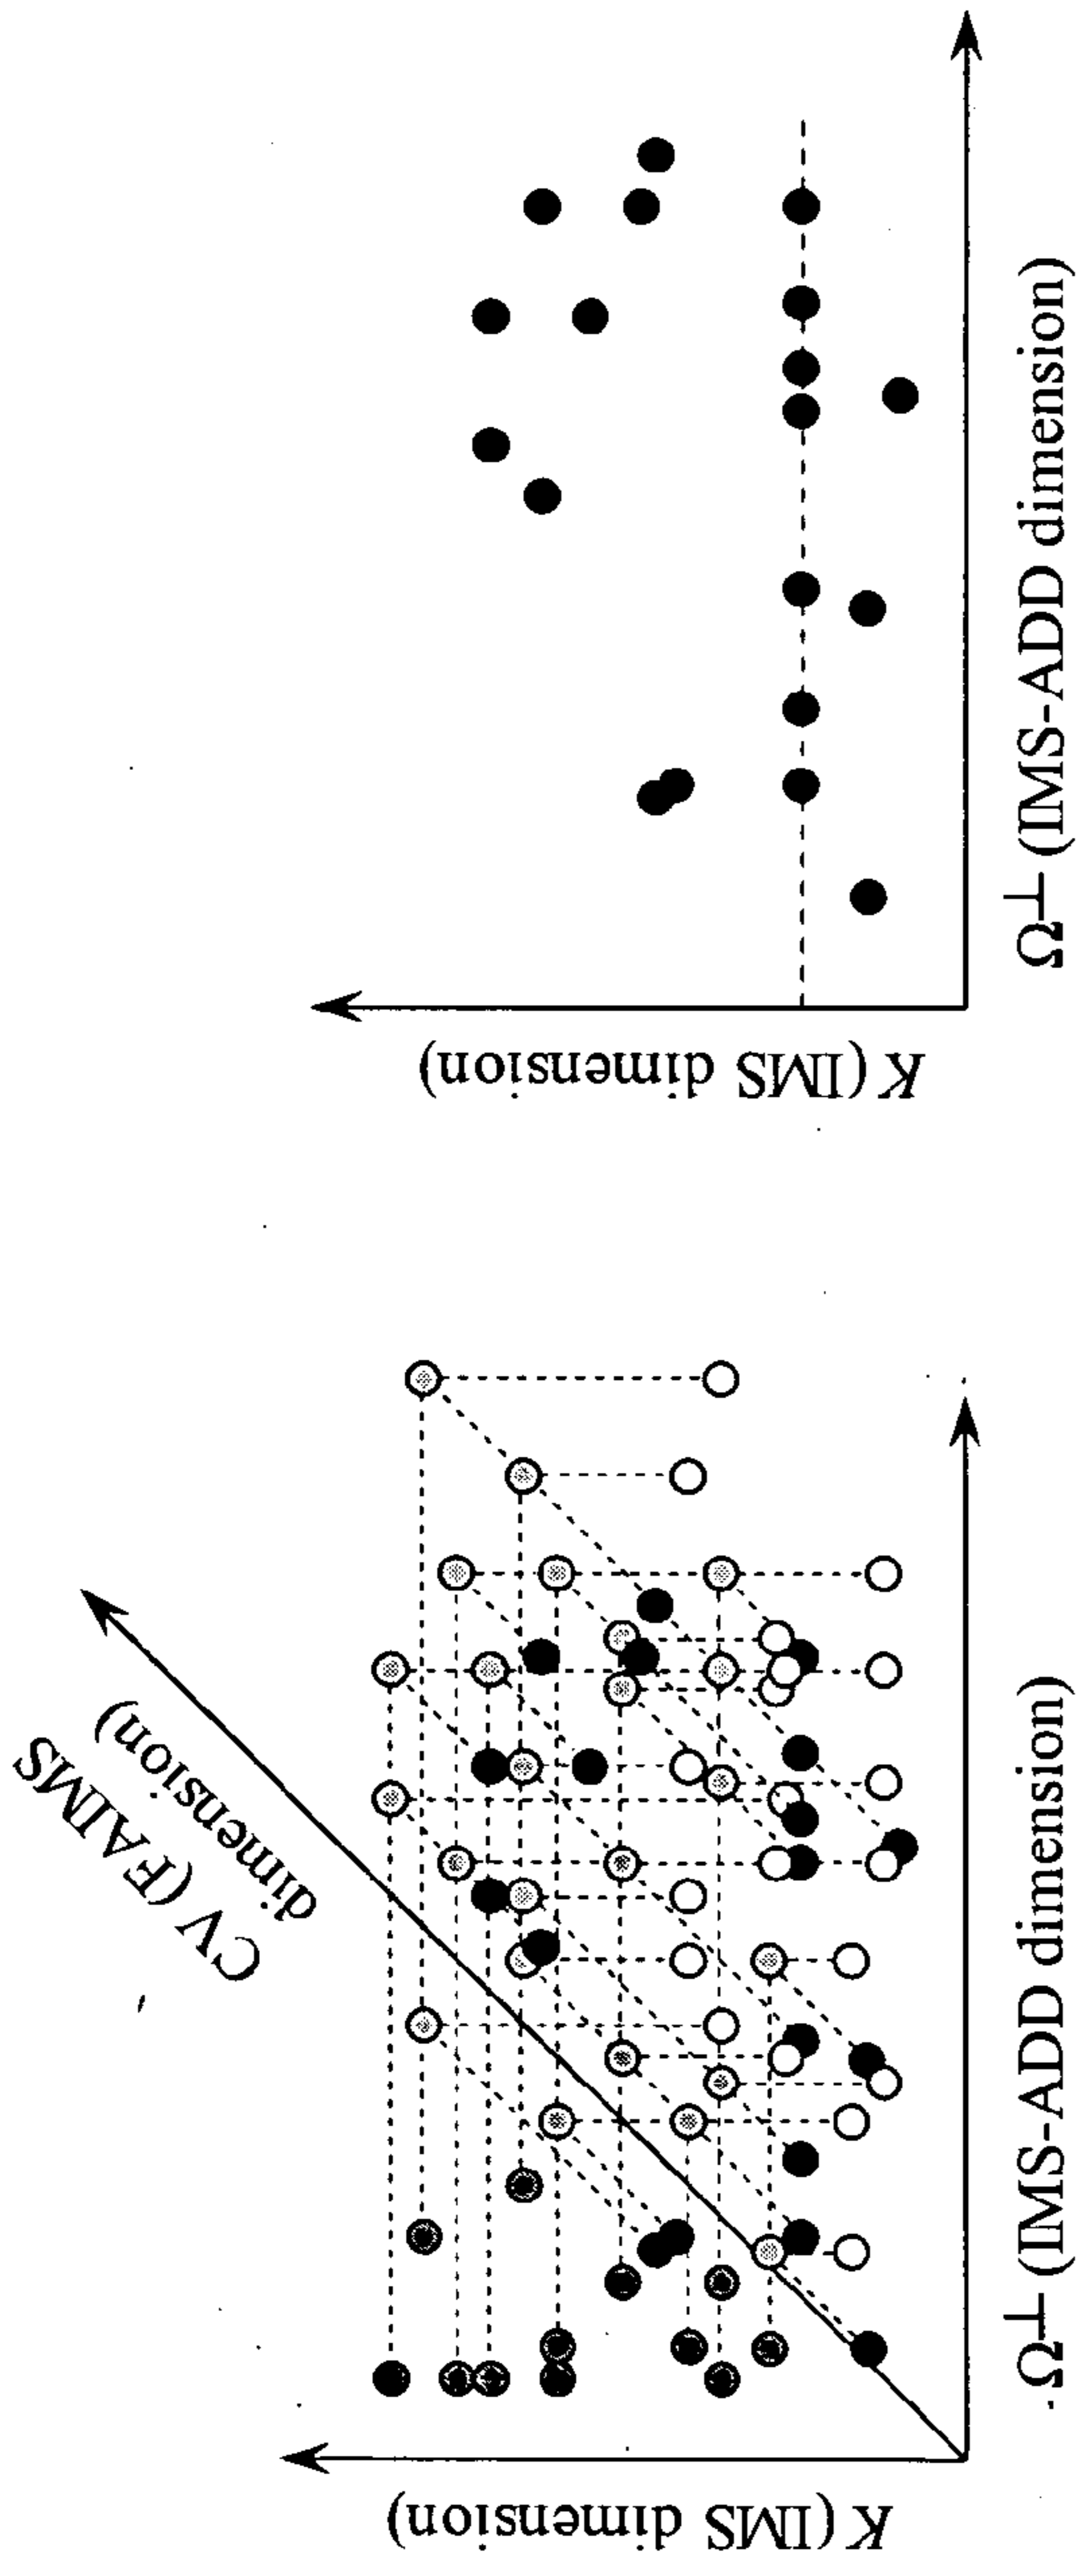 K (IMS dimension)
Ω⊥ (IMS-ADD dimension)
CV (FAIMS
dimension)
K (IMS dimension)
Ω⊥ (IMS-ADD dimension)